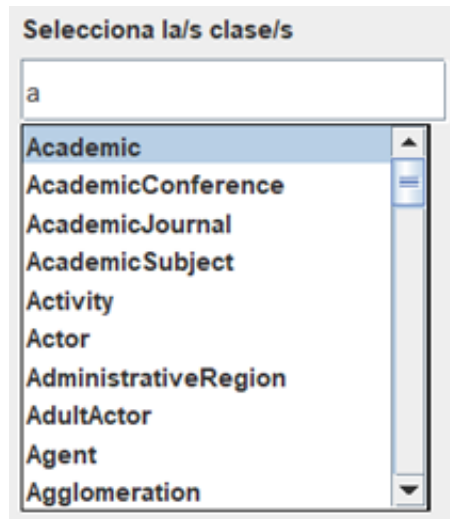 Selecciona la/s clase/s
a
Academic
AcademicConference
AcademicJournal
AcademicSubject
Activity
Actor
AdministrativeRegion
AdultActor
Agent
Agglomeration